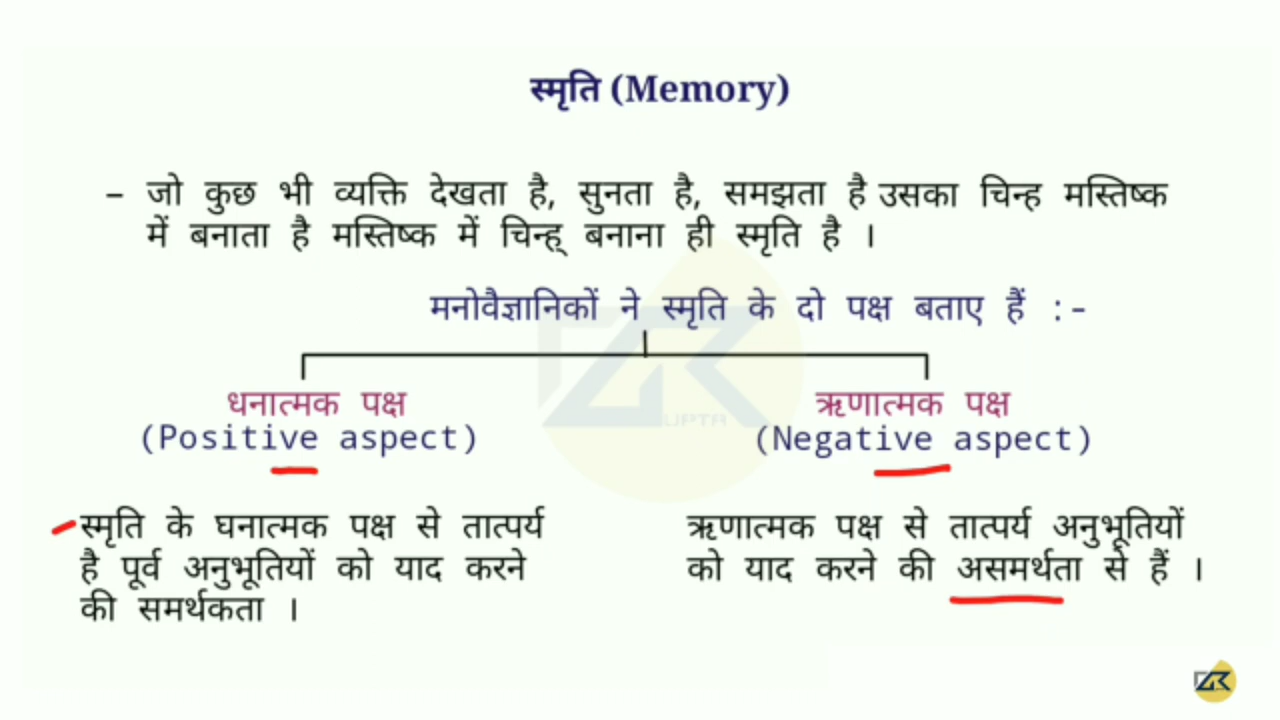 स्मृति (Memory)
– जो कुछ भी व्यक्ति देखता है, सुनता है, समझता है उसका चिन्ह मस्तिष्क
में बनाता है मस्तिष्क में चिन्ह् बनाना ही स्मृति है ।
मनोवैज्ञानिकों ने स्मृति के दो पक्ष बताए हैं :-
धनात्मक पक्ष
(Positive aspect)
ऋणात्मक पक्ष
(Negative aspect)
स्मृति के घनात्मक पक्ष से तात्पर्य
है पूर्व अनुभूतियों को याद करने
की समर्थकता ।
ऋणात्मक पक्ष से तात्पर्य अनुभूतियों
को याद करने की असमर्थता से हैं ।